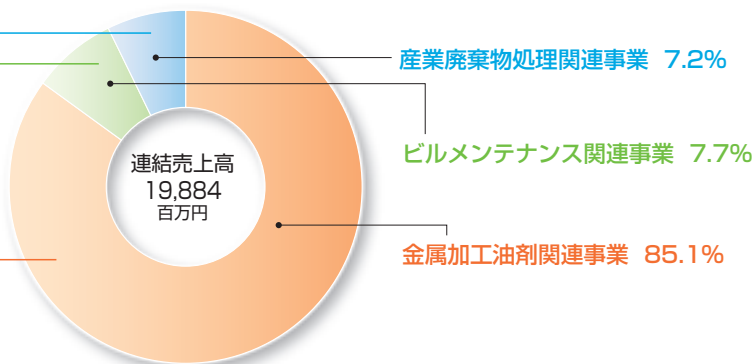 産業廃棄物処理関連事業 7.2%
ビルメンテナンス関連事業 7.7%
連結売上高
19,884
百万円
金属加工油剤関連事業 85.1%